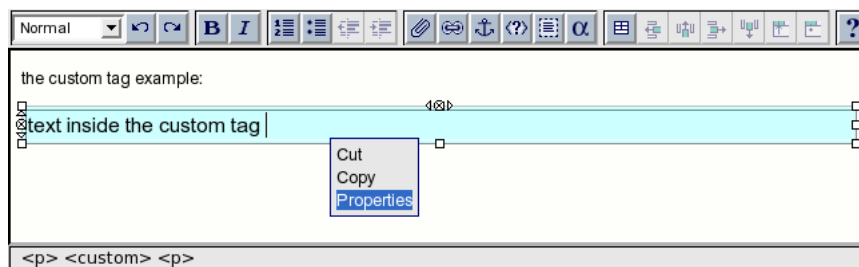 Normal B I <?> α ?
the custom tag example:
text inside the custom tag
Cut
Copy
Properties
<p> <custom> <p>